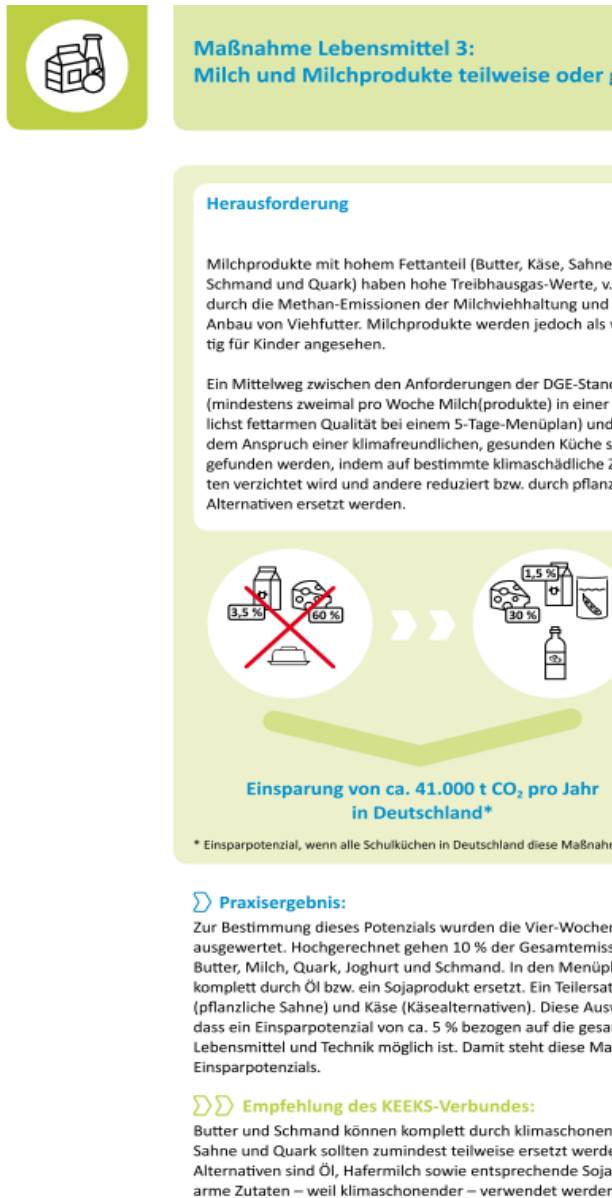 Maßnahme Lebensmittel 3:
Milch und Milchprodukte teilweise oder
Herausforderung
Milchprodukte mit hohem Fettanteil (Butter, Käse, Sahne
Schmand und Quark) haben hohe Treibhausgas-Werte, v.
durch die Methan-Emissionen der Milchviehhaltung und
Anbau von Viehfutter. Milchprodukte werden jedoch als
tig für Kinder angesehen.
Ein Mittelweg zwischen den Anforderungen der DGE-Stand
(mindestens zweimal pro Woche Milch(produkte) in einer
lichst fettarmen Qualität bei einem 5-Tage-Menüplan) und
dem Anspruch einer klimafreundlichen, gesunden Küche s
gefunden werden, indem auf bestimmte klimaschädliche Z
ten verzichtet wird und andere reduziert bzw. durch pflanz
Alternativen ersetzt werden.
3,5 % 60 % 1,5 % 30 %
Einsparung von ca. 41.000 t CO₂ pro Jahr
in Deutschland*
* Einsparpotenzial, wenn alle Schulküchen in Deutschland diese Maßnahm
Praxisergebnis:
Zur Bestimmung dieses Potenzials wurden die Vier-Wochen
ausgewertet. Hochgerechnet gehen 10 % der Gesamtemiss
Butter, Milch, Quark, Joghurt und Schmand. In den Menüpl
komplett durch Öl bzw. ein Sojaprodukt ersetzt. Ein Teilersat
(pflanzliche Sahne) und Käse (Käsealternativen). Diese Ausw
dass ein Einsparpotenzial von ca. 5 % bezogen auf die gesam
Lebensmittel und Technik möglich ist. Damit steht diese Ma
Einsparpotenzials.
Empfehlung des KEEKS-Verbundes:
Butter und Schmand können komplett durch klimaschonen
Sahne und Quark sollten zumindest teilweise ersetzt werde
Alternativen sind Öl, Hafermilch sowie entsprechende Soja
arme Zutaten – weil klimaschonender – verwendet werden